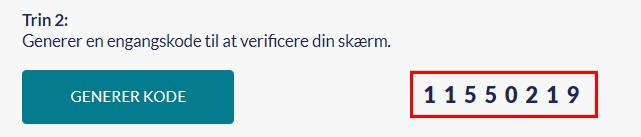 Trin 2:
Generer en engangskode til at verificere din skærm.
GENERER KODE
11550219